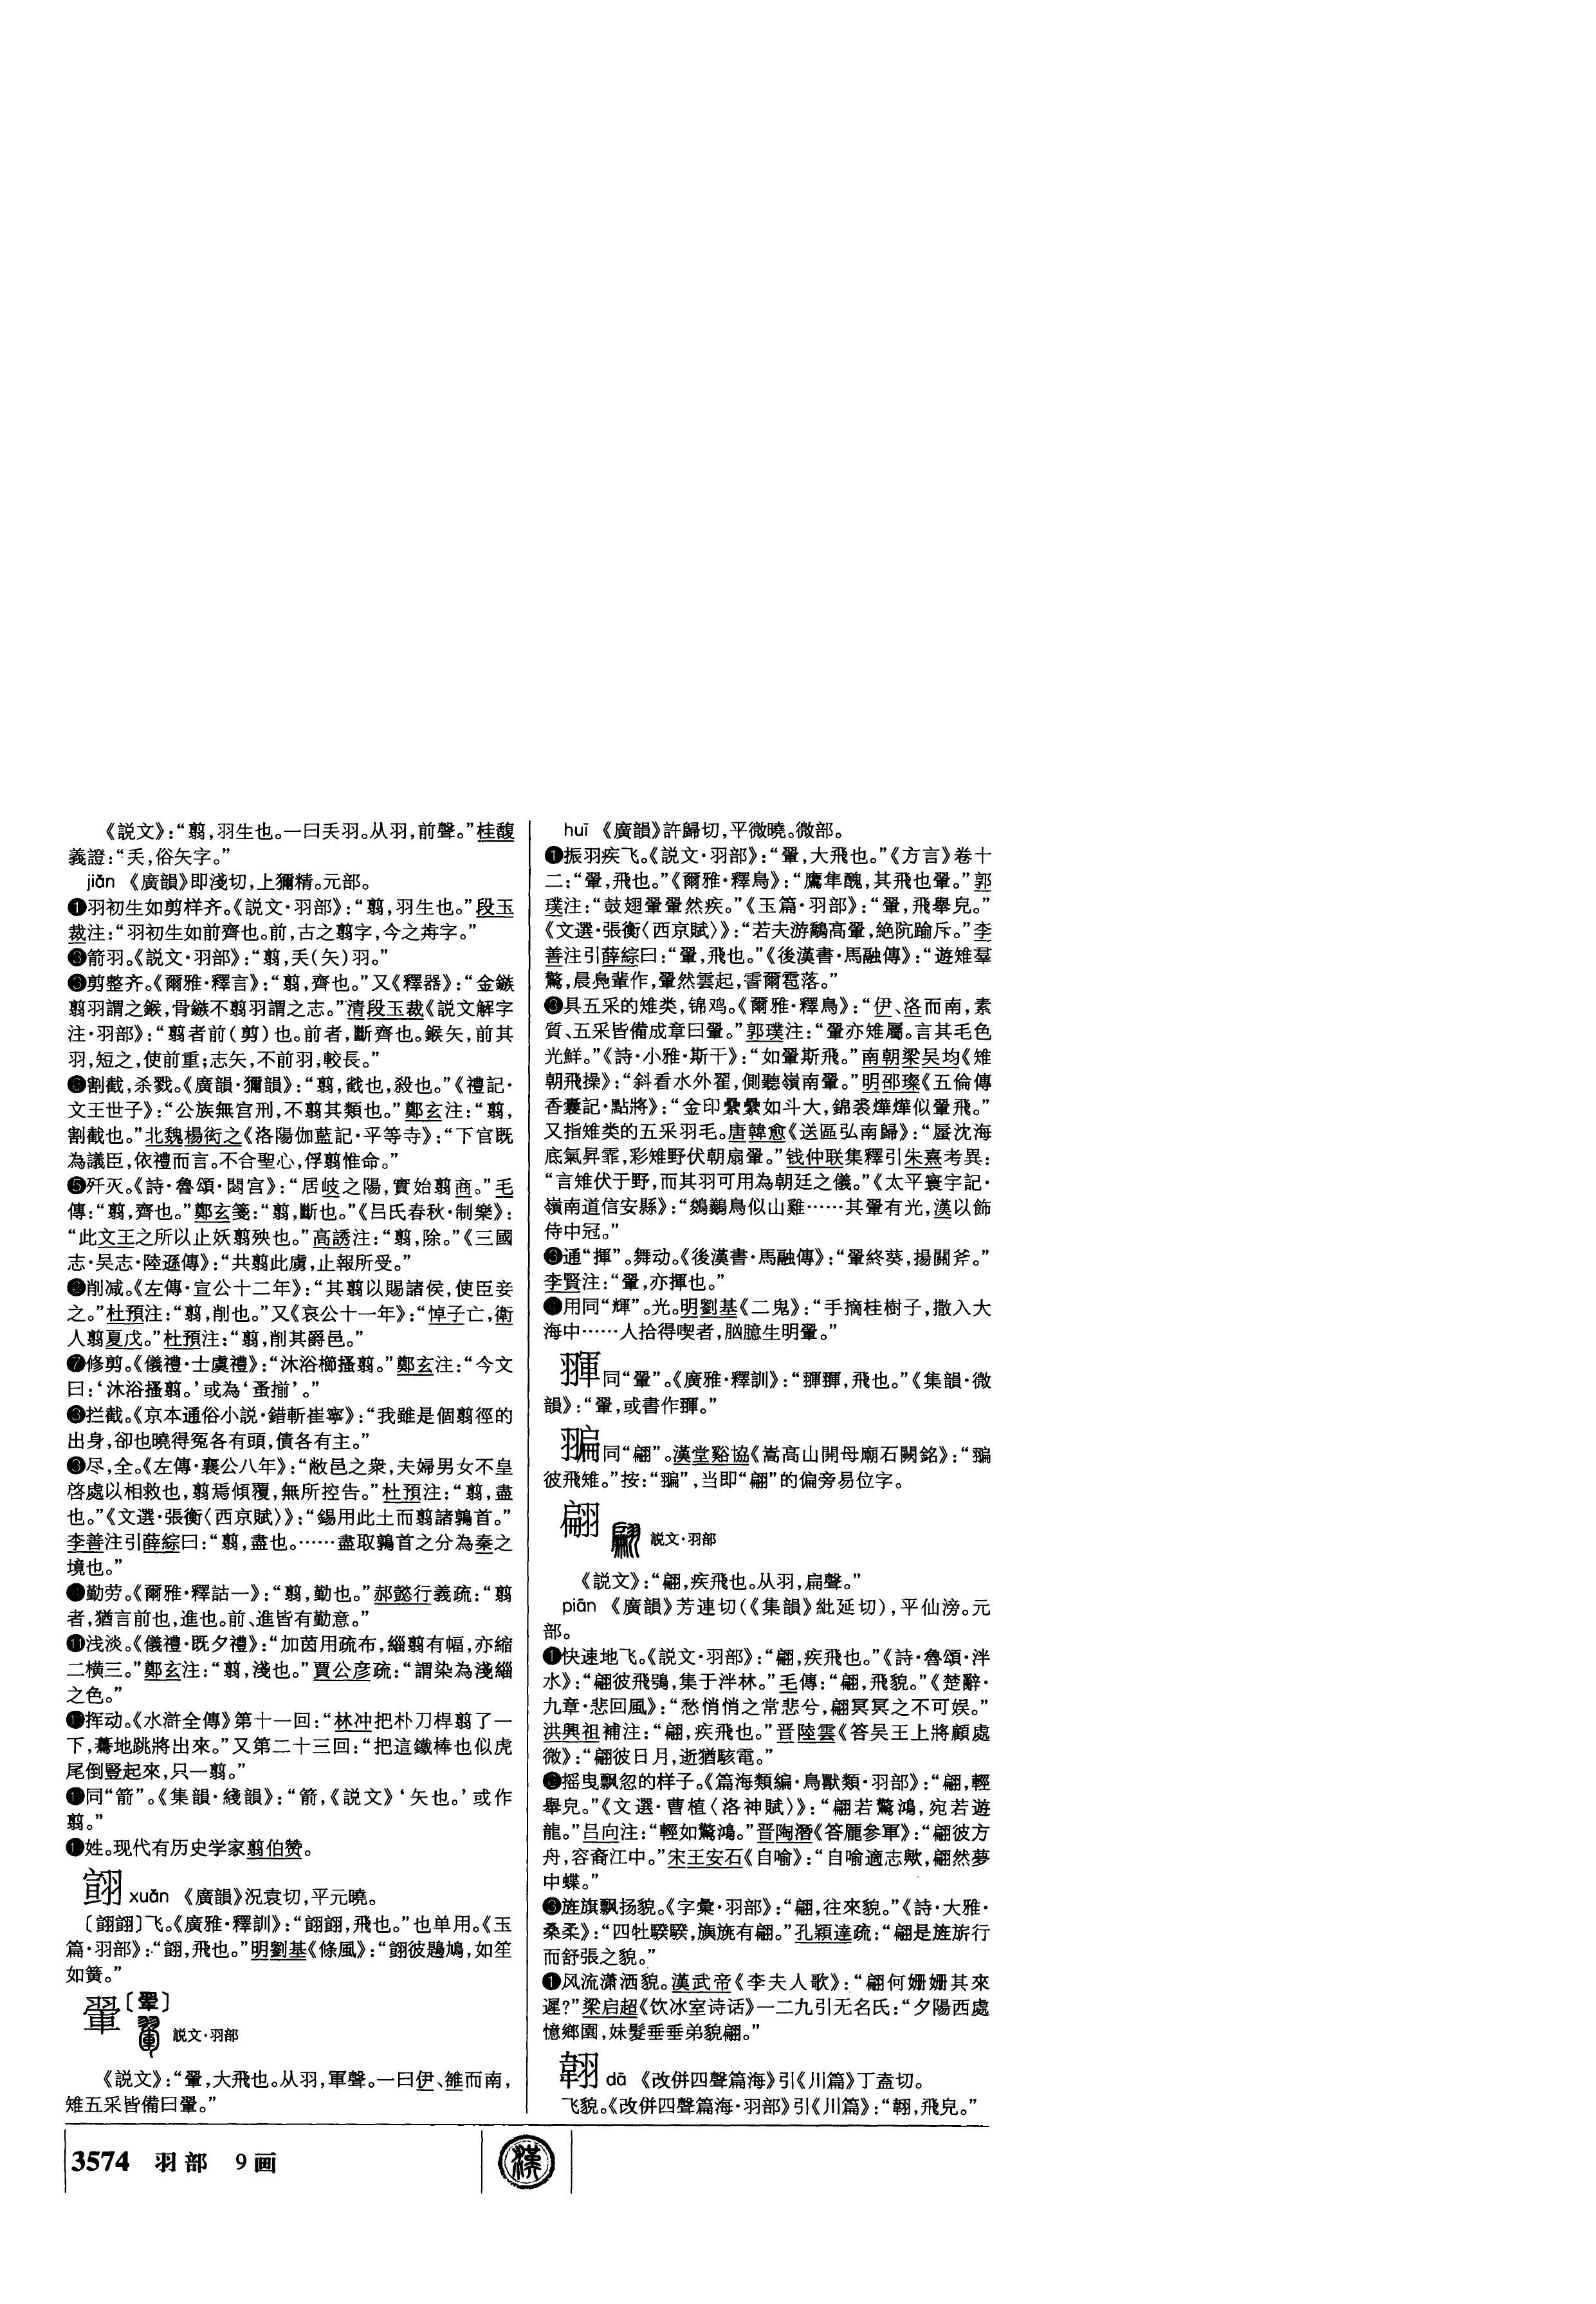 《説文》：“翦，羽生也。一曰矢羽。从羽，前聲。”桂馥
義證：“，俗矢字。”
jiǎn 《廣韻》即淺切，上獮精。元部。
❶羽初生如剪样齐。《説文·羽部》：“翦，羽生也。”段玉
裁注：“羽初生如前齊也。前，古之翦字，今之歬字。”
箭羽。《説文·羽部》：“翦，（矢）羽。”
❸剪整齐。《爾雅·釋言》：“翦，齊也。”又《釋器》：“金鏃
翦羽謂之鍭，骨鏃不翦羽謂之志。”清段玉裁《説文解字
注·羽部》：“翦者前（剪）也。前者，斷齊也。鍭矢，前其
羽，短之，使前重；志矢，不前羽，較長。”
割截，杀戮。《廣韻·獮韻》：“翦，截也，殺也。”《禮記·
文王世子》：“公族無宫刑，不翦其類也。”鄭玄注：“翦，
割截也。”北魏楊衒之《洛陽伽藍記·平等寺》：“下官既
為議臣，依禮而言。不合聖心，俘翦惟命。”
❺歼灭。《詩·魯頌·閟宫》：“居岐之陽，實始翦商。”毛
傳：“翦，齊也。”鄭玄箋：“翦，斷也。”《吕氏春秋·制樂》：
“此文王之所以止妖翦殃也。”高誘注：“翦，除。”《三國
志·吴志·陸遜傳》：“共翦此虜，止報所受。”
削减。《左傳·宣公十二年》：“其翦以賜諸侯，使臣妾
之。”杜預注：“翦，削也。”又《哀公十一年》：“悼子亡，衛
人翦夏戊。”杜預注：“翦，削其爵邑。”
❼修剪。《儀禮·士虞禮》：“沐浴櫛搔翦。”鄭玄注：“今文
曰：‘沐浴搔翦。’或為‘蚤揃’。”
拦截。《京本通俗小説·錯斬崔寧》：“我雖是個翦徑的
出身，卻也曉得冤各有頭，債各有主。”
尽，全。《左傳·襄公八年》：“敝邑之衆，夫婦男女不皇
啓處以相救也，翦焉傾覆，無所控告。”杜預注：“翦，盡
也。”《文選·張衡〈西京賦〉》：“錫用此土而翦諸鶉首。”
李善注引薛綜曰：“翦，盡也。……盡取鶉首之分為秦之
境也。”
勤劳。《爾雅·釋詁一》：“翦，勤也。”郝懿行義疏：“翦
者，猶言前也，進也。前、進皆有勤意。”
⓫浅淡。《儀禮·既夕禮》：“加茵用疏布，緇翦有幅，亦縮
二横三。”鄭玄注：“翦，淺也。”賈公彦疏：“謂染為淺緇
之色。”
挥动。《水滸全傳》第十一回：“林冲把朴刀桿翦了一
下，驀地跳將出來。”又第二十三回：“把這鐵棒也似虎
尾倒豎起來，只一翦。”
同“箭”。《集韻·綫韻》：“箭，《説文》‘矢也。’或作
翦。”
姓。现代有历史学家翦伯赞。
翧 xuān 《廣韻》況袁切，平元曉。
〔翧翧〕飞。《廣雅·釋訓》：“翧翧，飛也。”也单用。《玉
篇·羽部》：“翧，飛也。”明劉基《條風》：“翧彼鶗鳩，如笙
如簧。”
翬〔翚〕
説文·羽部
《説文》：“翬，大飛也。从羽，軍聲。一曰伊、雒而南，
雉五采皆備曰翬。”
huī 《廣韻》許歸切，平微曉。微部。
❶振羽疾飞。《説文·羽部》：“翬，大飛也。”《方言》卷十
二：“翬，飛也。”《爾雅·釋鳥》：“鷹隼醜，其飛也翬。”郭
璞注：“鼓翅翬翬然疾。”《玉篇·羽部》：“翬，飛舉皃。”
《文選·張衡〈西京賦〉》：“若夫游鷮高翬，絶阬踰斥。”李
善注引薛綜曰：“翬，飛也。”《後漢書·馬融傳》：“遊雉羣
驚，晨鳧輩作，翬然雲起，霅爾雹落。”
具五采的雉类，锦鸡。《爾雅·釋鳥》：“伊、洛而南，素
質、五采皆備成章曰翬。”郭璞注：“翬亦雉屬。言其毛色
光鮮。”《詩·小雅·斯干》：“如翬斯飛。”南朝梁吴均《雉
朝飛操》：“斜看水外翟，側聽嶺南翬。”明邵璨《五倫傳
香囊記·點將》：“金印纍纍如斗大，錦裘燁燁似翬飛。”
又指雉类的五采羽毛。唐韓愈《送區弘南歸》：“蜃沈海
底氣昇霏，彩雉野伏朝扇翬。”钱仲联集釋引朱熹考異：
“言雉伏于野，而其羽可用為朝廷之儀。”《太平寰宇記·
嶺南道信安縣》：“鷄鳥似山雞……其翬有光，漢以飾
侍中冠。”
❸通“揮”。舞动。《後漢書·馬融傳》：“翬終葵，揚關斧。”
李賢注：“翬，亦揮也。”
用同“輝”。光。明劉基《二鬼》：“手摘桂樹子，撒入大
海中……人拾得喫者，脑臆生明翬。”
同“翬”。《廣雅·釋訓》：“，飛也。”《集韻·微
韻》：“翬，或書作。”
同“翩”。漢堂谿協《嵩高山開母廟石闕銘》：“
彼飛雉。”按：“”，当即“翩”的偏旁易位字。
翩
説文·羽部
《説文》：“翩，疾飛也。从羽，扁聲。”
piān 《廣韻》芳連切（《集韻》紕延切），平仙滂。元
部。
❶快速地飞。《説文·羽部》：“翩，疾飛也。”《詩·魯頌·泮
水》：“翩彼飛鴞，集于泮林。”毛傳：“翩，飛貌。”《楚辭·
九章·悲回風》：“愁悄悄之常悲兮，翩冥冥之不可娱。”
洪興祖補注：“翩，疾飛也。”晋陸雲《答吴王上將顧處
微》：“翩彼日月，逝猶駭電。”
摇曳飘忽的样子。《篇海類編·鳥獸類·羽部》：“翩，輕
舉皃。”《文選·曹植〈洛神賦〉》：“翩若驚鴻，宛若遊
龍。”吕向注：“輕如驚鴻。”晋陶潛《答龐參軍》：“翩彼方
舟，容裔江中。”宋王安石《自喻》：“自喻適志歟，翩然夢
中蝶。”
❸旌旗飘扬貌。《字彙·羽部》：“翩，往來貌。”《詩·大雅·
桑柔》：“四牡騤騤，旟旐有翩。”孔穎達疏：“翩是旌旂行
而舒張之貌。”
风流潇洒貌。漢武帝《李夫人歌》：“翩何姗姗其來
遲？”梁启超《饮冰室诗话》一二九引无名氏：“夕陽西處
憶鄉園，妹髮垂垂弟貌翩。”
dā 《改併四聲篇海》引《川篇》丁盍切。
飞貌。《改併四聲篇海·羽部》引《川篇》：“，飛皃。”
3574 羽部 9画
漢